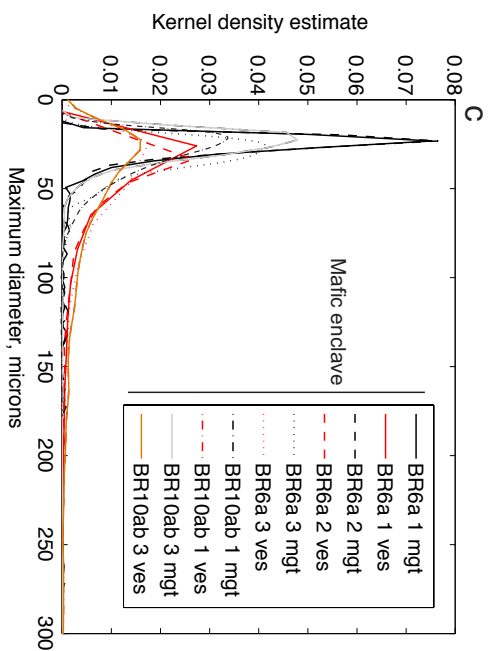 C
Kernel density estimate
0.08
0.07
0.06
0.05
0.04
0.03
0.02
0.01
0
0
50
100
150
200
250
300
Maximum diameter, microns
Mafic enclave
BR6a 1 mgt
BR6a 1 ves
BR6a 2 mgt
BR6a 2 ves
BR6a 3 mgt
BR6a 3 ves
BR10ab 1 mgt
BR10ab 1 ves
BR10ab 3 mgt
BR10ab 3 ves